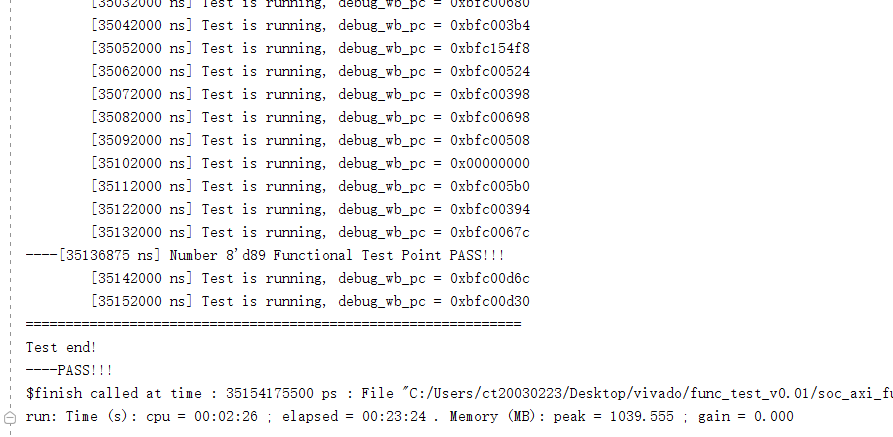 [35032000 ns] Test is running, debug_wb_pc = 0xbfc00680
[35042000 ns] Test is running, debug_wb_pc = 0xbfc003b4
[35052000 ns] Test is running, debug_wb_pc = 0xbfc154f8
[35062000 ns] Test is running, debug_wb_pc = 0xbfc00524
[35072000 ns] Test is running, debug_wb_pc = 0xbfc00398
[35082000 ns] Test is running, debug_wb_pc = 0xbfc00698
[35092000 ns] Test is running, debug_wb_pc = 0xbfc00508
[35102000 ns] Test is running, debug_wb_pc = 0x00000000
[35112000 ns] Test is running, debug_wb_pc = 0xbfc005b0
[35122000 ns] Test is running, debug_wb_pc = 0xbfc00394
[35132000 ns] Test is running, debug_wb_pc = 0xbfc0067c
----[35136875 ns] Number 8'd89 Functional Test Point PASS!!!
[35142000 ns] Test is running, debug_wb_pc = 0xbfc00d6c
[35152000 ns] Test is running, debug_wb_pc = 0xbfc00d30
==============================================================
Test end!
----PASS!!!
$finish called at time : 35154175500 ps : File "C:/Users/ct20030223/Desktop/vivado/func_test_v0.01/soc_axi_fu
run: Time (s): cpu = 00:02:26 ; elapsed = 00:23:24 . Memory (MB): peak = 1039.555 ; gain = 0.000